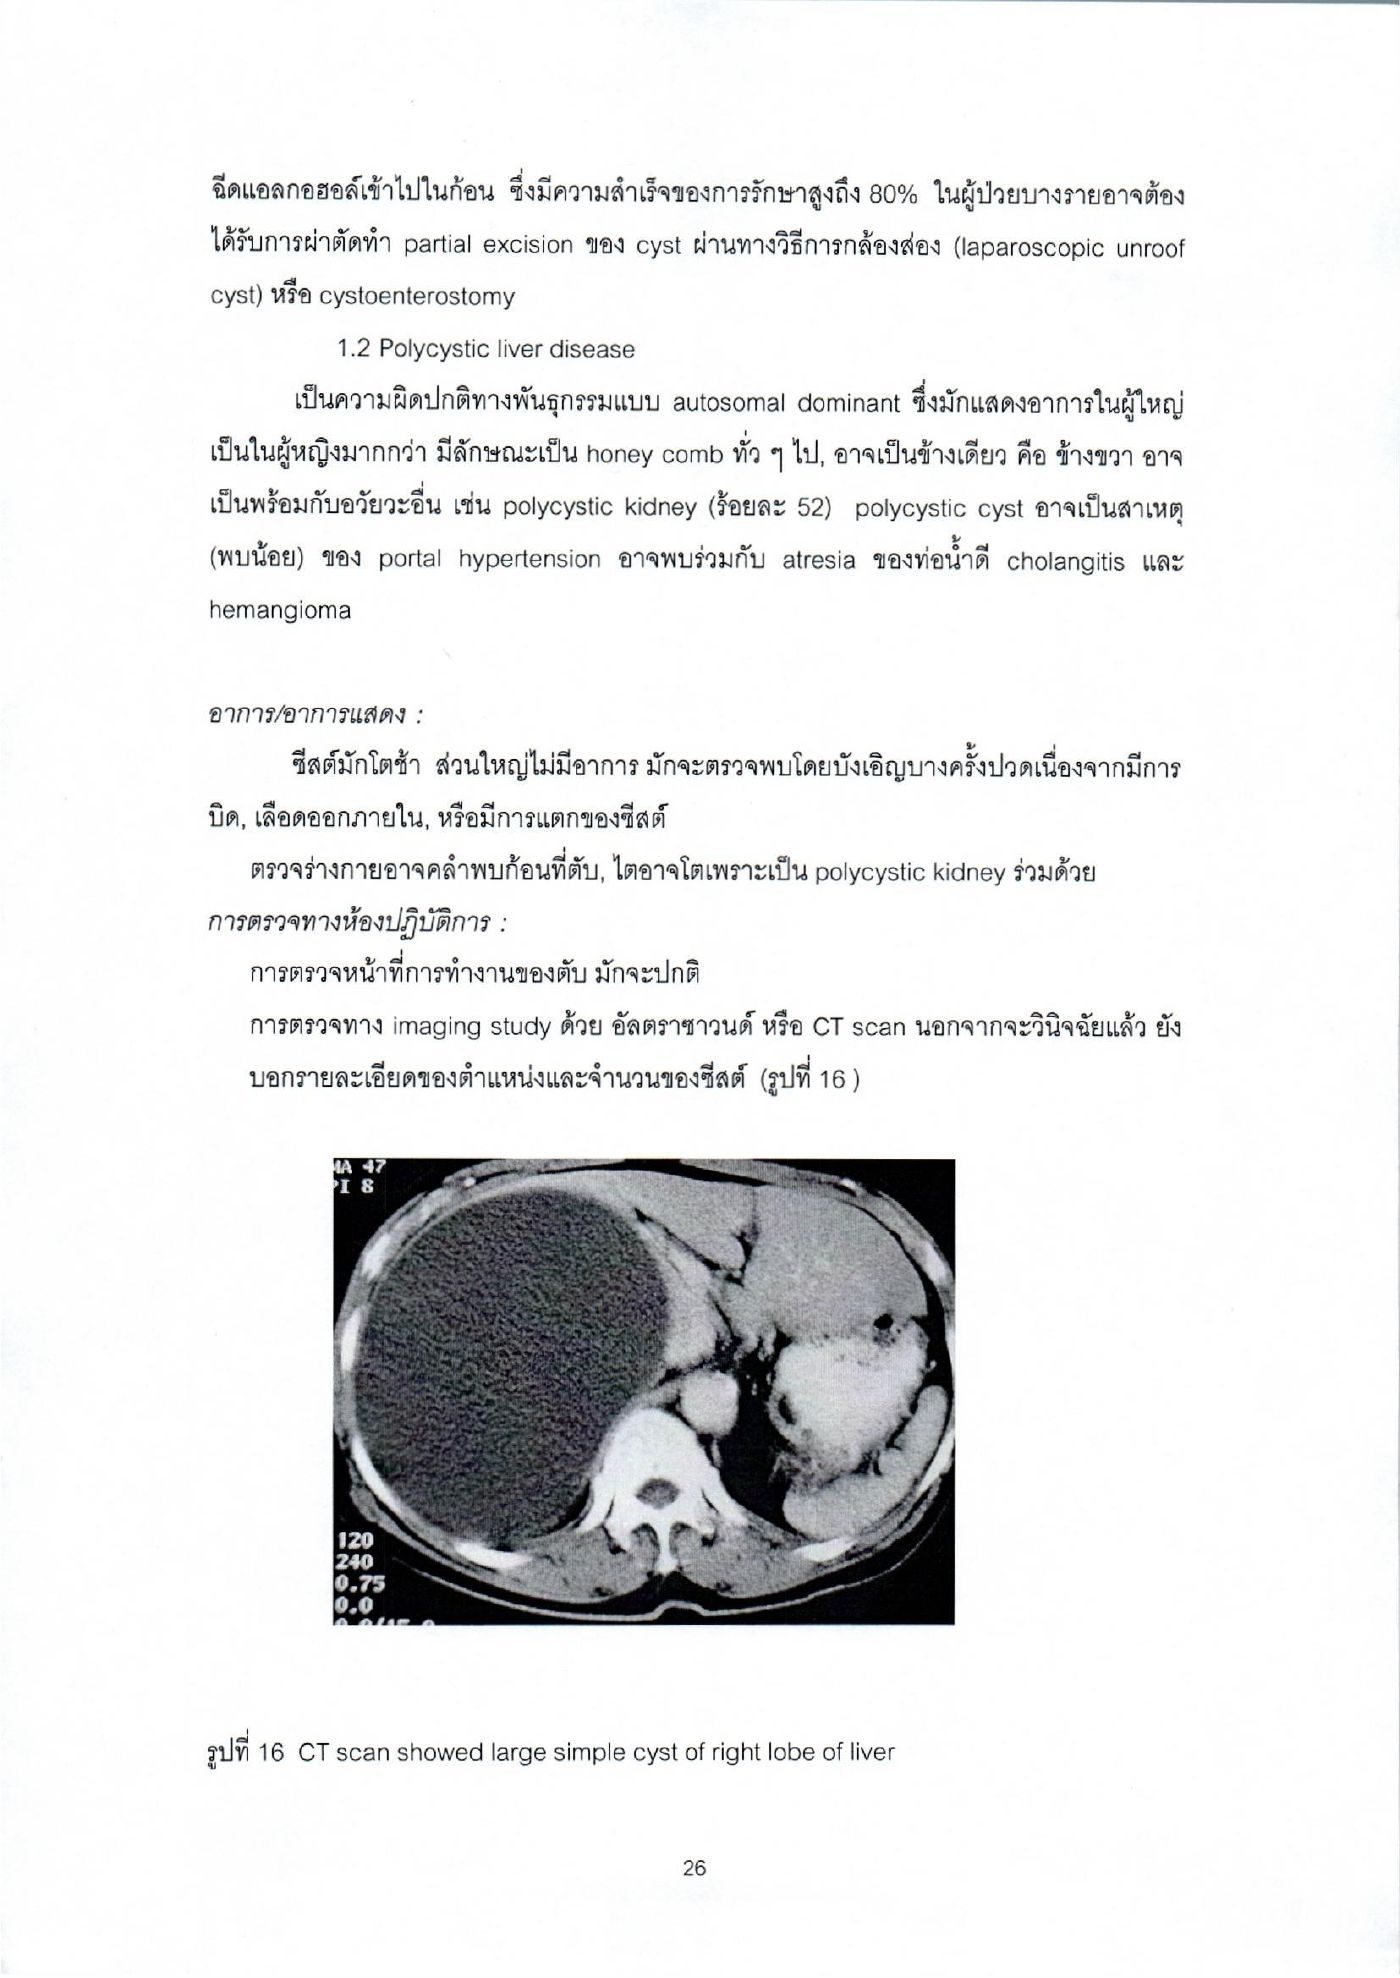 ฉีดแอลกอฮอล์เข้าไปในก้อน ซึ่งมีความสำเร็จของการรักษาสูงถึง 80% ในผู้ป่วยบางรายอาจต้อง
ได้รับการผ่าตัดทำ partial excision ของ cyst ผ่านทางวิธีการกล้องส่อง (laparoscopic unroof
cyst) หรือ cystoenterostomy
1.2 Polycystic liver disease
เป็นความผิดปกติทางพันธุกรรมแบบ autosomal dominant ซึ่งมักแสดงอาการในผู้ใหญ่
เป็นในผู้หญิงมากกว่า มีลักษณะเป็น honey comb ทั่ว ๆ ไป, อาจเป็นข้างเดียว คือ ข้างขวา อาจ
เป็นพร้อมกับอวัยวะอื่น เช่น polycystic kidney (ร้อยละ 52) polycystic cyst อาจเป็นสาเหตุ
(พบน้อย) ของ portal hypertension อาจพบร่วมกับ atresia ของท่อน้ำดี cholangitis และ
hemangioma
อาการ/อาการแสดง :
ซีสต์มักโตช้า ส่วนใหญ่ไม่มีอาการ มักจะตรวจพบโดยบังเอิญบางครั้งปวดเนื่องจากมีการ
บิด, เลือดออกภายใน, หรือมีการแตกของซีสต์
ตรวจร่างกายอาจคลำพบก้อนที่ตับ, ไตอาจโตเพราะเป็น polycystic kidney ร่วมด้วย
การตรวจทางห้องปฏิบัติการ :
การตรวจหน้าที่การทำงานของตับ มักจะปกติ
การตรวจทาง imaging study ด้วย อัลตราซาวนด์ หรือ CT scan นอกจากจะวินิจฉัยแล้ว ยัง
บอกรายละเอียดของตำแหน่งและจำนวนของซีสต์ (รูปที่ 16 )
47
8
120
240
0.75
0.0
รูปที่ 16 CT scan showed large simple cyst of right lobe of liver
26